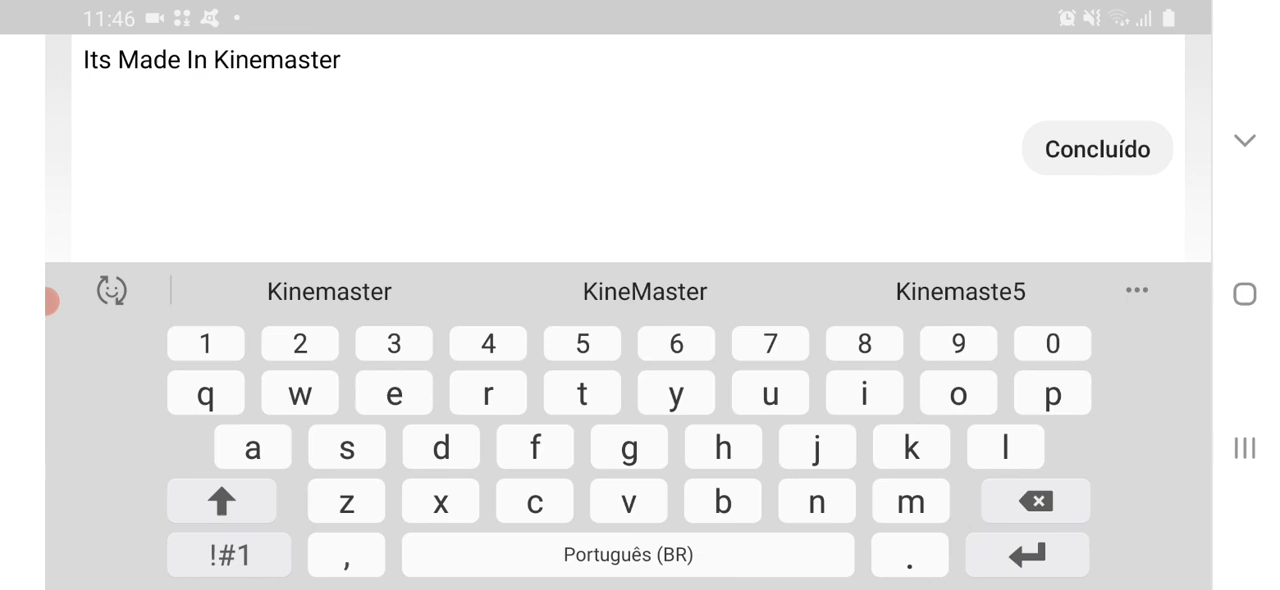 11:46
Its Made In Kinemaster
Concluído
Kinemaster KineMaster Kinemaste5
1 2 3 4 5 6 7 8 9 0
q w e r t y u i o p
a s d f g h j k l
z x c v b n m
!#1 , Português (BR) .